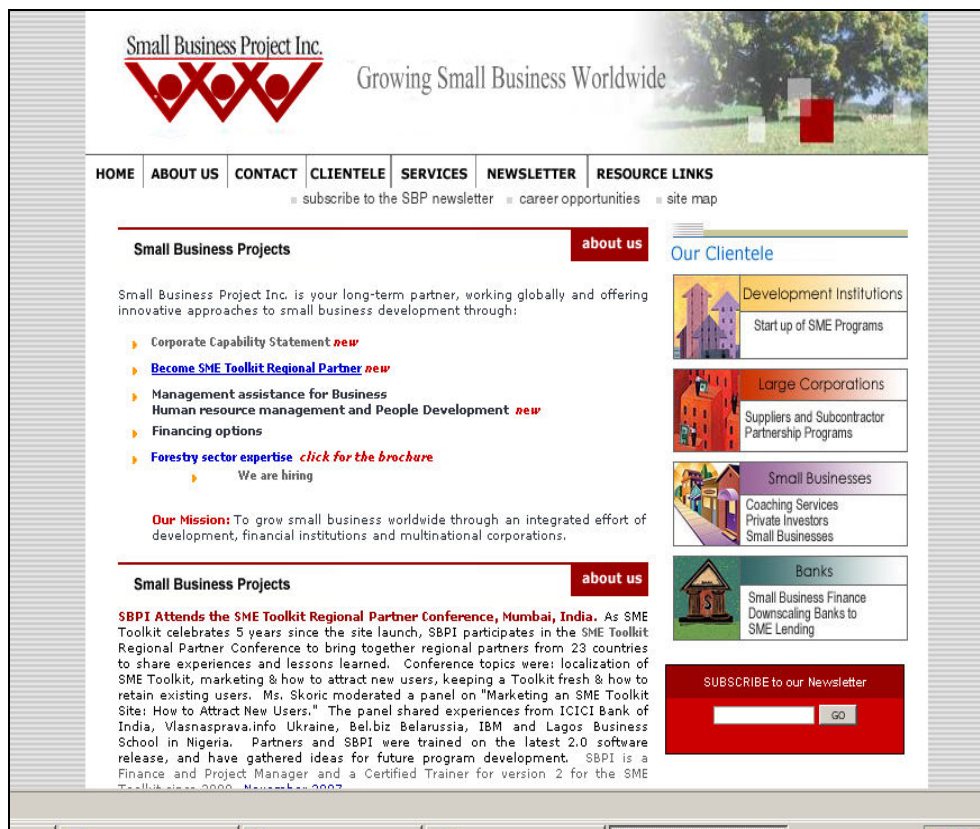 Small Business Project Inc.
Growing Small Business Worldwide
HOME ABOUT US CONTACT CLIENTELE SERVICES NEWSLETTER RESOURCE LINKS
subscribe to the SBP newsletter career opportunities site map
Small Business Projects
about us
Small Business Project Inc. is your long-term partner, working globally and offering
innovative approaches to small business development through:
Corporate Capability Statement new
Become SME Toolkit Regional Partner new
Management assistance for Business
Human resource management and People Development new
Financing options
Forestry sector expertise click for the brochure
We are hiring
Our Mission: To grow small business worldwide through an integrated effort of
development, financial institutions and multinational corporations.
Small Business Projects
about us
SBPI Attends the SME Toolkit Regional Partner Conference, Mumbai, India. As SME
Toolkit celebrates 5 years since the site launch, SBPI participates in the SME Toolkit
Regional Partner Conference to bring together regional partners from 23 countries
to share experiences and lessons learned. Conference topics were: localization of
SME Toolkit, marketing & how to attract new users, keeping a Toolkit fresh & how to
retain existing users. Ms. Skoric moderated a panel on "Marketing an SME Toolkit
Site: How to Attract New Users." The panel shared experiences from ICICI Bank of
India, Vlasnasprava.info Ukraine, Bel.biz Belarussia, IBM and Lagos Business
School in Nigeria. Partners and SBPI were trained on the latest 2.0 software
release, and have gathered ideas for future program development. SBPI is a
Finance and Project Manager and a Certified Trainer for version 2 for the SME
Our Clientele
Development Institutions
Start up of SME Programs
Large Corporations
Suppliers and Subcontractor
Partnership Programs
Small Businesses
Coaching Services
Private Investors
Small Businesses
Banks
Small Business Finance
Downscaling Banks to
SME Lending
SUBSCRIBE to our Newsletter
GO